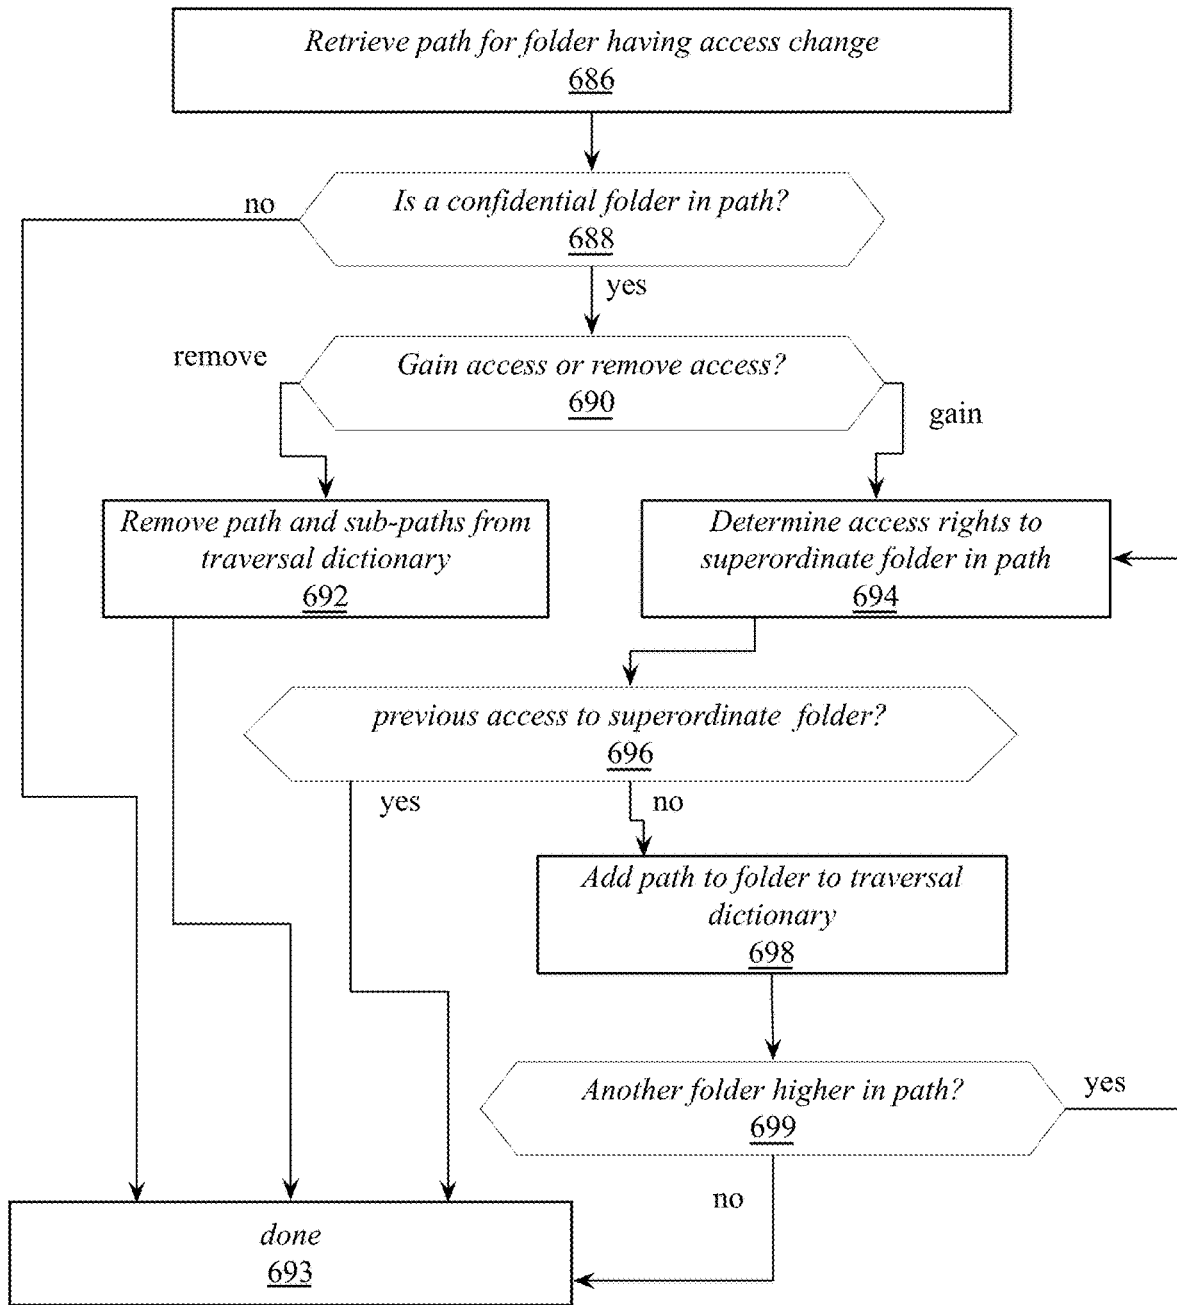 Retrieve path for folder having access change
686
no
Is a confidential folder in path?
688
yes
remove
Gain access or remove access?
690
gain
Remove path and sub-paths from
traversal dictionary
692
Determine access rights to
superordinate folder in path
694
previous access to superordinate folder?
696
yes
no
Add path to folder to traversal
dictionary
698
Another folder higher in path?
699
yes
no
done
693